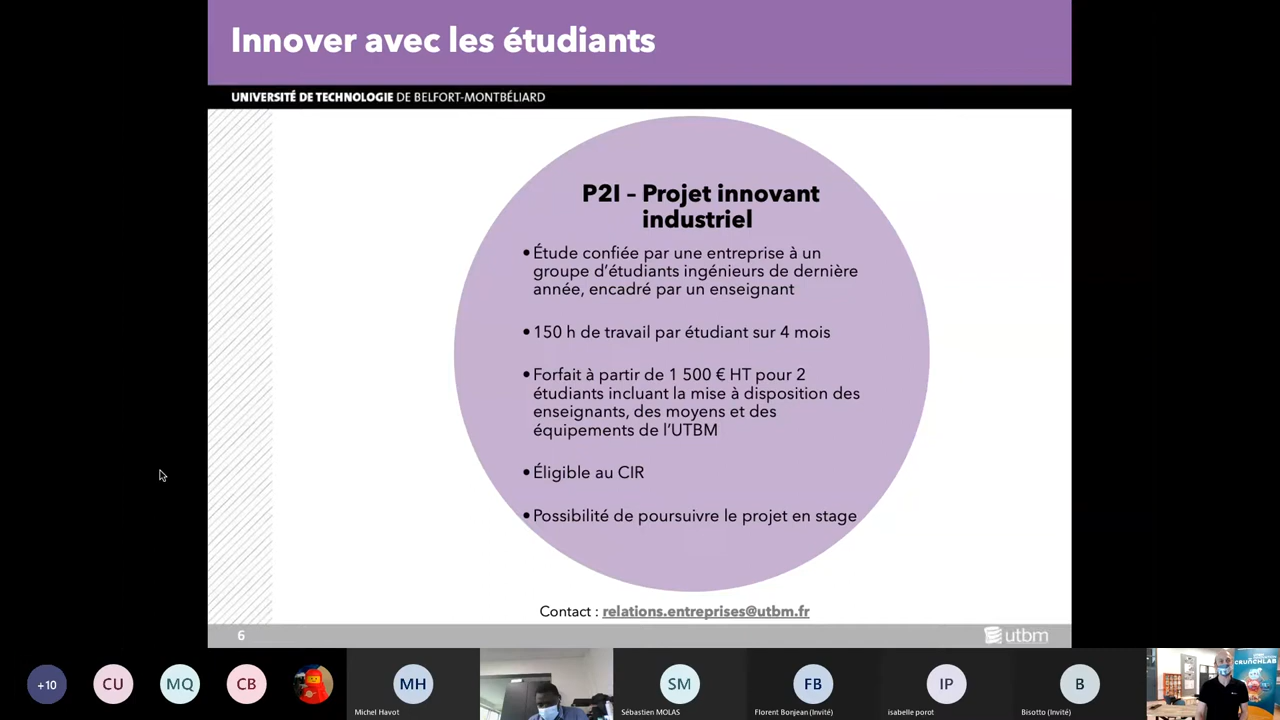 Innover avec les étudiants
UNIVERSITÉ DE TECHNOLOGIE DE BELFORT-MONTBÉLIARD
P2I – Projet innovant
industriel
• Étude confiée par une entreprise à un
groupe d'étudiants ingénieurs de dernière
année, encadré par un enseignant
• 150 h de travail par étudiant sur 4 mois
• Forfait à partir de 1 500 € HT pour 2
étudiants incluant la mise à disposition des
enseignants, des moyens et des
équipements de l'UTBM
• Éligible au CIR
• Possibilité de poursuivre le projet en stage
Contact : relations.entreprises@utbm.fr
6
utbm
+10
CU
MQ
CB
MH
Michel Havot
SM
Sébastien MOLAS
FB
Florent Bonjean (Invité)
IP
isabelle porot
B
Bisotto (Invité)
CRUNCHLAB